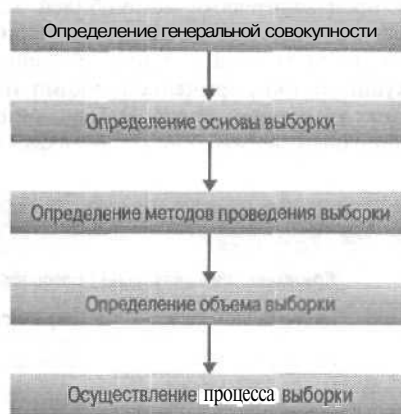 Определение генеральной совокупности
Определение основы выборки
Определение методов проведения выборки
Определение объема выборки
Осуществление процесса выборки